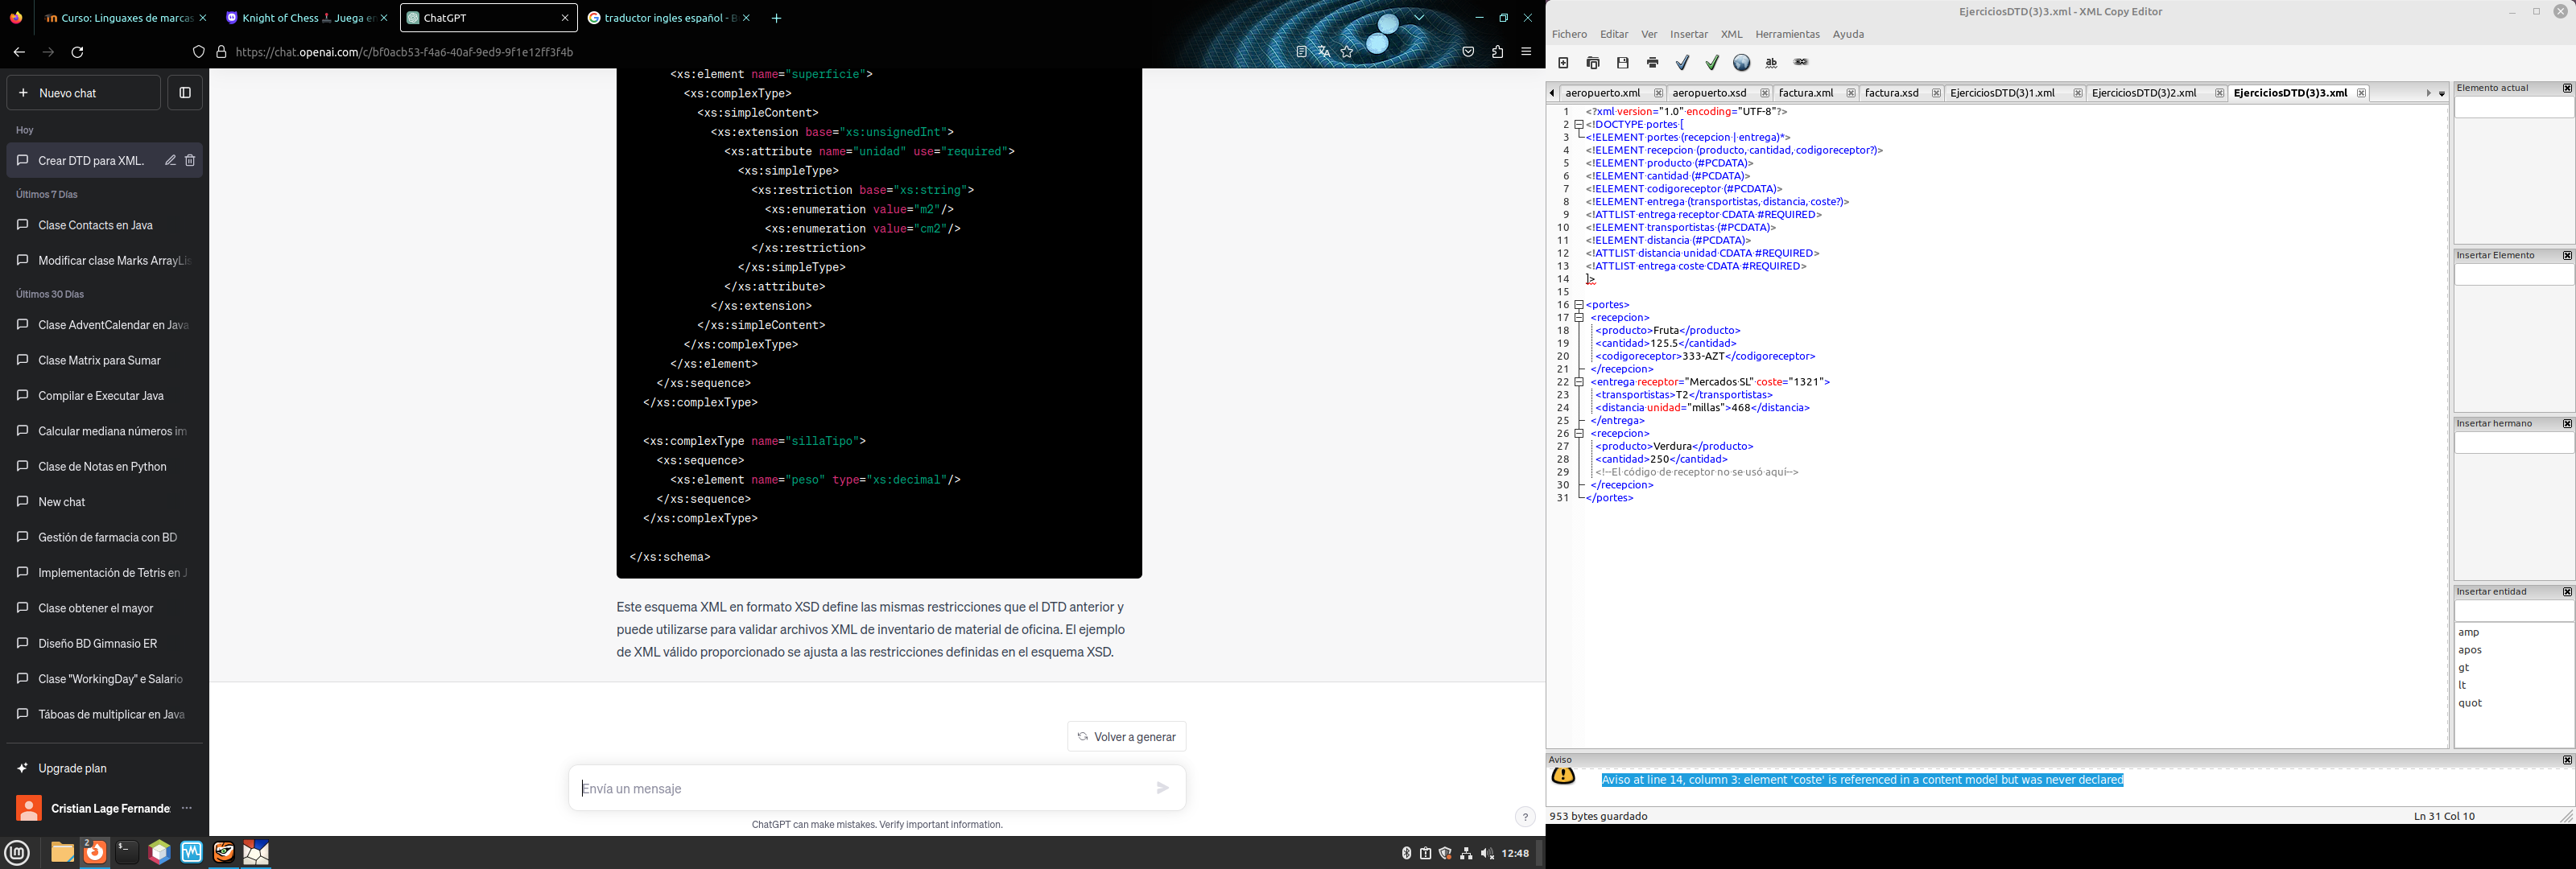 Curso: Linguaxes de marcas
Knight of Chess
Juega en
ChatGPT
traductor ingles español - B
https://chat.openai.com/c/bf0acb53-f4a6-40af-9ed9-9f1e12ff3f4b
Nuevo chat
Hoy
Crear DTD para XML.
Últimos 7 Días
Clase Contacts en Java
Modificar clase Marks ArrayLis
Últimos 30 Días
Clase AdventCalendar en Java
Clase Matrix para Sumar
Compilar e Executar Java
Calcular mediana números im
Clase de Notas en Python
New chat
Gestión de farmacia con BD
Implementación de Tetris en J
Clase obtener el mayor
Diseño BD Gimnasio ER
Clase "WorkingDay" e Salario
Táboas de multiplicar en Java
Upgrade plan
Cristian Lage Fernande
<xs:element name="superficie">
<xs:complexType>
<xs:simpleContent>
<xs:extension base="xs:unsignedInt">
<xs:attribute name="unidad" use="required">
<xs:simpleType>
<xs:restriction base="xs:string">
<xs:enumeration value="m2"/>
<xs:enumeration value="cm2"/>
</xs:restriction>
</xs:simpleType>
</xs:attribute>
</xs:extension>
</xs:simpleContent>
</xs:complexType>
</xs:element>
</xs:sequence>
</xs:complexType>
<xs:complexType name="sillaTipo">
<xs:sequence>
<xs:element name="peso" type="xs:decimal"/>
</xs:sequence>
</xs:complexType>
</xs:schema>
Este esquema XML en formato XSD define las mismas restricciones que el DTD anterior y
puede utilizarse para validar archivos XML de inventario de material de oficina. El ejemplo
de XML válido proporcionado se ajusta a las restricciones definidas en el esquema XSD.
Volver a generar
Envía un mensaje
ChatGPT can make mistakes. Verify important information.
?
2
12:48
EjerciciosDTD(3)3.xml - XML Copy Editor
Fichero Editar Ver Insertar XML Herramientas Ayuda
aeropuerto.xml
aeropuerto.xsd
factura.xml
factura.xsd
EjerciciosDTD(3)1.xml
EjerciciosDTD(3)2.xml
EjerciciosDTD(3)3.xml
1 <?xml version="1.0" encoding="UTF-8"?>
2 <!DOCTYPE portes [
3 <!ELEMENT portes (recepcion | entrega)*>
4 <!ELEMENT recepcion (producto, cantidad, codigoreceptor?)>
5 <!ELEMENT producto (#PCDATA)>
6 <!ELEMENT cantidad (#PCDATA)>
7 <!ELEMENT codigoreceptor (#PCDATA)>
8 <!ELEMENT entrega (transportistas, distancia, coste?)>
9 <!ATTLIST entrega receptor CDATA #REQUIRED>
10 <!ELEMENT transportistas (#PCDATA)>
11 <!ELEMENT distancia (#PCDATA)>
12 <!ATTLIST distancia unidad CDATA #REQUIRED>
13 <!ATTLIST entrega coste CDATA #REQUIRED>
14 ]>
15
16 <portes>
17 <recepcion>
18 <producto>Fruta</producto>
19 <cantidad>125.5</cantidad>
20 <codigoreceptor>333-AZT</codigoreceptor>
21 </recepcion>
22 <entrega receptor="Mercados SL" coste="1321">
23 <transportistas>T2</transportistas>
24 <distancia unidad="millas">468</distancia>
25 </entrega>
26 <recepcion>
27 <producto>Verdura</producto>
28 <cantidad>250</cantidad>
29 <!--El código de receptor no se usó aquí-->
30 </recepcion>
31 </portes>
Elemento actual
Insertar Elemento
Insertar hermano
Insertar entidad
amp
apos
gt
lt
quot
Aviso
Aviso at line 14, column 3: element 'coste' is referenced in a content model but was never declared
953 bytes guardado
Ln 31 Col 10